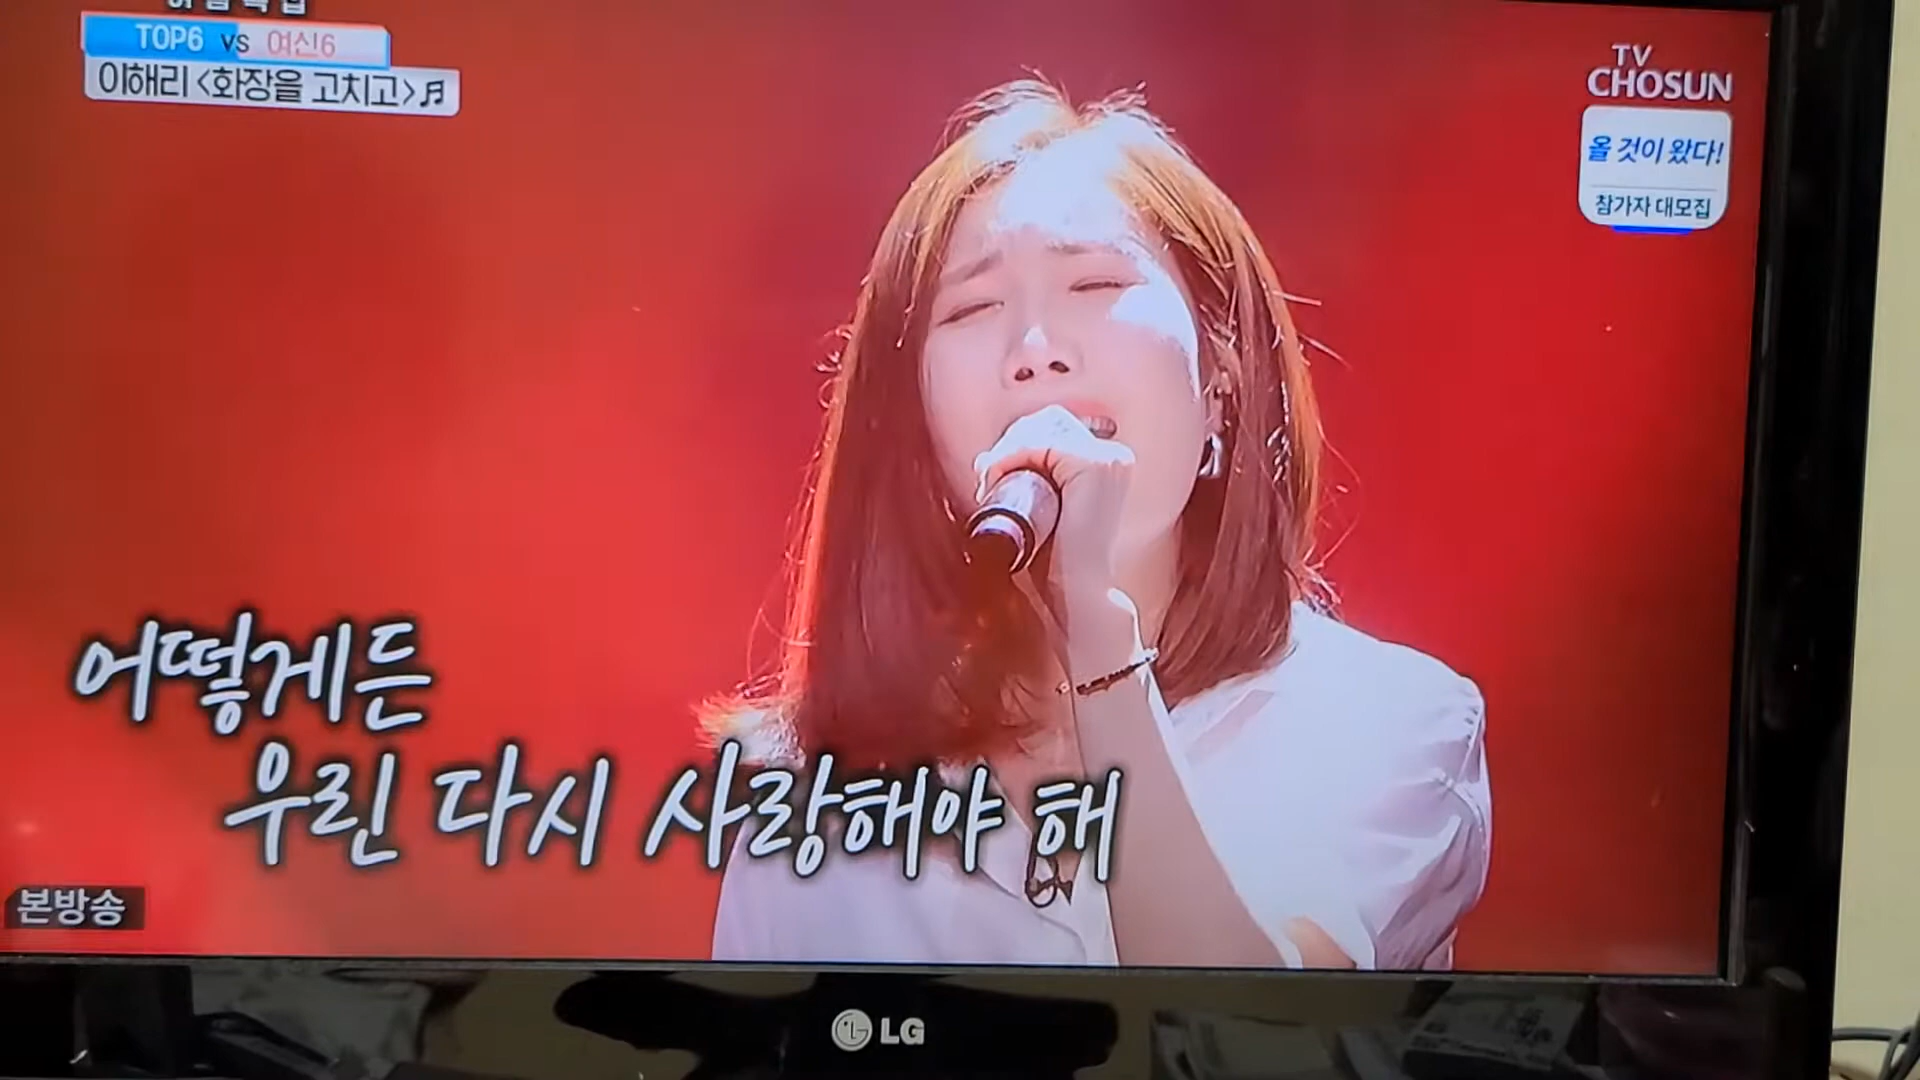 TOP6 vs 여신6
이해리 <화장을 고치고>♬
TV
CHOSUN
올 것이 왔다!
참가자 대모집
어떻게든
우린 다시 사랑해야 해
본방송
LG